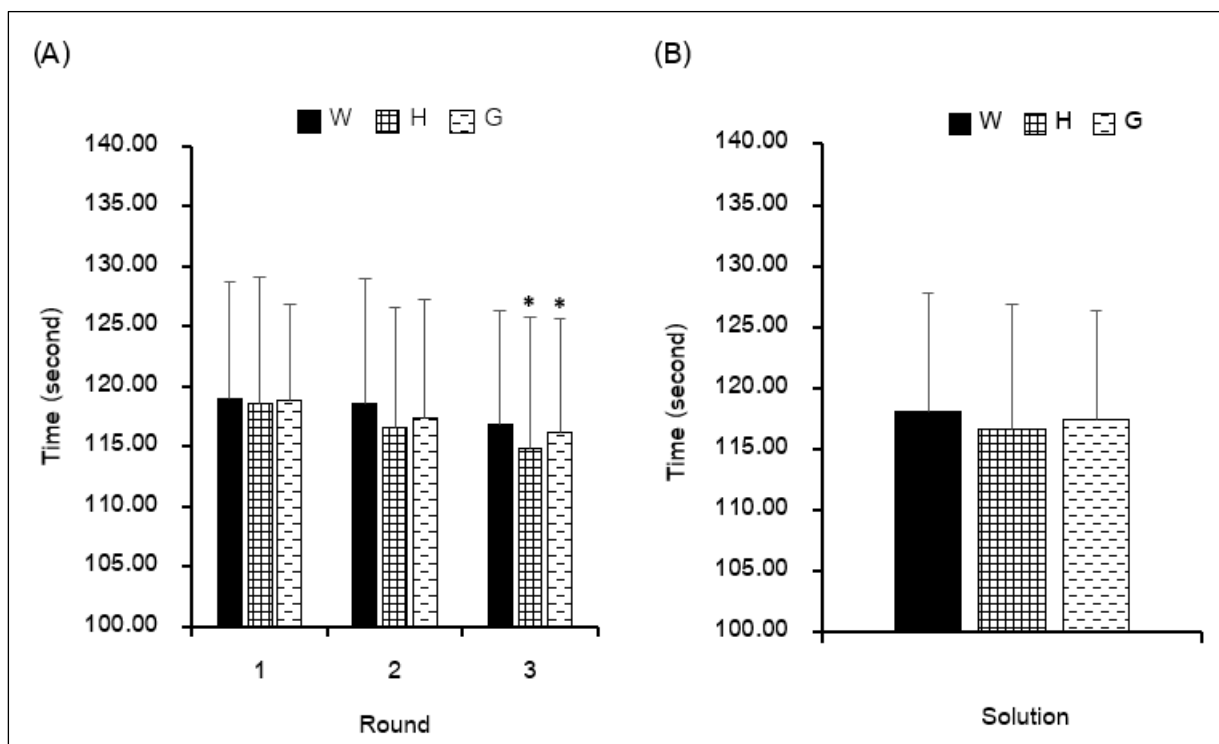 (A)
W H G
140.00
135.00
130.00
125.00
120.00
115.00
110.00
105.00
100.00
Time (second)
* *
1 2 3
Round
(B)
W H G
140.00
135.00
130.00
125.00
120.00
115.00
110.00
105.00
100.00
Time (second)
Solution